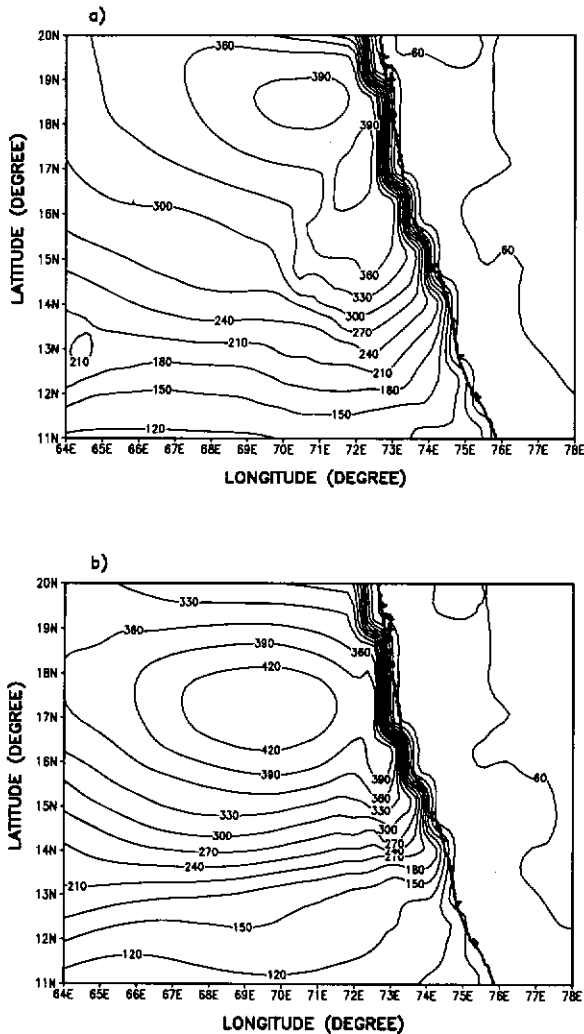 a)
20N
19N
18N
17N
16N
15N
14N
13N
12N
11N
LATITUDE (DEGREE)
360
390
390
60
300
60
360
330
300
270
240
240
210
210
210
180
180
150
150
120
64E 65E 66E 67E 68E 69E 70E 71E 72E 73E 74E 75E 76E 77E 78E
LONGITUDE (DEGREE)
b)
20N
19N
18N
17N
16N
15N
14N
13N
12N
11N
LATITUDE (DEGREE)
330
360
360
390
420
420
390
390
60
360
330
330
300
300
270
270
240
240
270
210
180
150
150
120
120
64E 65E 66E 67E 68E 69E 70E 71E 72E 73E 74E 75E 76E 77E 78E
LONGITUDE (DEGREE)